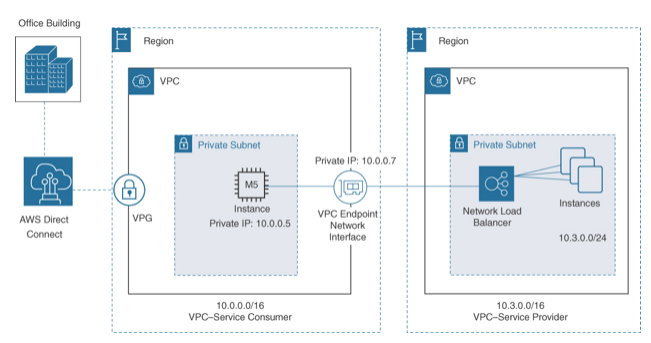 Office Building
AWS Direct
Connect
Region
VPC
VPG
Private Subnet
M5
Instance
Private IP: 10.0.0.5
Private IP: 10.0.0.7
VPC Endpoint
Network
Interface
10.0.0.0/16
VPC–Service Consumer
Region
VPC
Private Subnet
Network Load
Balancer
Instances
10.3.0.0/24
10.3.0.0/16
VPC–Service Provider